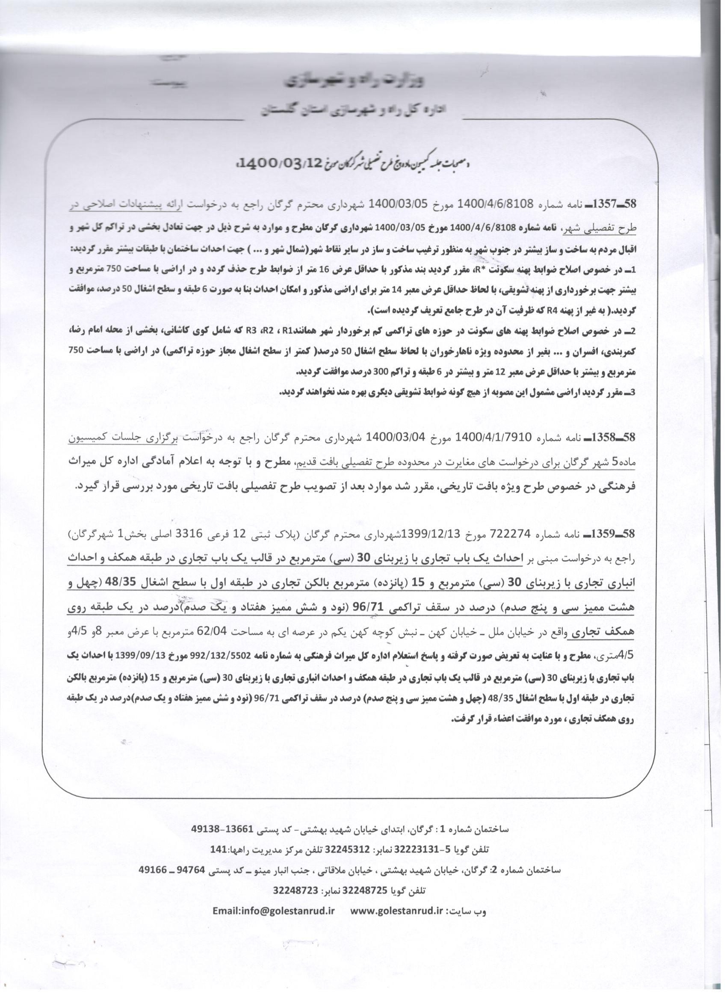 پیوست:
وزارت راه و شهرسازی
اداره کل راه و شهرسازی استان گلستان
«مصوبات جلسه کمیسیون ماده پنج طرح تفصیلی شهر گرگان مورخ 1400/03/12»
58ـ1357ـ نامه شماره 1400/4/6/8108 مورخ 1400/03/05 شهرداری محترم گرگان راجع به درخواست ارائه پیشنهادات اصلاحی در
طرح تفصیلی شهر، نامه شماره 1400/4/6/8108 مورخ 1400/03/05 شهرداری گرگان مطرح و موارد به شرح ذیل در جهت تعادل بخشی در تراکم کل شهر و
اقبال مردم به ساخت و ساز بیشتر در جنوب شهر به منظور ترغیب ساخت و ساز در سایر نقاط شهر(شمال شهر و ... ) جهت احداث ساختمان با طبقات بیشتر مقرر گردید:
1ـ در خصوص اصلاح ضوابط پهنه سکونت *R، مقرر گردید بند مذکور با حداقل عرض 16 متر از ضوابط طرح حذف گردد و در اراضی با مساحت 750 مترمربع و
بیشتر جهت برخورداری از پهنه تشویقی، با لحاظ حداقل عرض معبر 14 متر برای اراضی مذکور و امکان احداث بنا به صورت 6 طبقه و سطح اشغال 50 درصد، موافقت
گردید.( به غیر از پهنه R4 که ظرفیت آن در طرح جامع تعریف گردیده است).
2ـ در خصوص اصلاح ضوابط پهنه های سکونت در حوزه های تراکمی کم برخوردار شهر همانندR3 ،R2 ، R1 که شامل کوی کاشانی، بخشی از محله امام رضا،
کمربندی، افسران و ... بغیر از محدوده ویژه ناهارخوران با لحاظ سطح اشغال 50 درصد( کمتر از سطح اشغال مجاز حوزه تراکمی) در اراضی با مساحت 750
مترمربع و بیشتر با حداقل عرض معبر 12 متر و بیشتر در 6 طبقه و تراکم 300 درصد موافقت گردید.
3ـ مقرر گردید اراضی مشمول این مصوبه از هیچ گونه ضوابط تشویقی دیگری بهره مند نخواهند گردید.
58ـ1358ـ نامه شماره 1400/4/1/7910 مورخ 1400/03/04 شهرداری محترم گرگان راجع به درخواست برگزاری جلسات کمیسیون
ماده5 شهر گرگان برای درخواست های مغایرت در محدوده طرح تفصیلی بافت قدیم، مطرح و با توجه به اعلام آمادگی اداره کل میراث
فرهنگی در خصوص طرح ویژه بافت تاریخی، مقرر شد موارد بعد از تصویب طرح تفصیلی بافت تاریخی مورد بررسی قرار گیرد.
58ـ1359ـ نامه شماره 722274 مورخ 1399/12/13شهرداری محترم گرگان (پلاک ثبتی 12 فرعی 3316 اصلی بخش1 شهرگرگان)
راجع به درخواست مبنی بر احداث یک باب تجاری با زیربنای 30 (سی) مترمربع در قالب یک باب تجاری در طبقه همکف و احداث
انباری تجاری با زیربنای 30 (سی) مترمربع و 15 (پانزده) مترمربع بالکن تجاری در طبقه اول با سطح اشغال 48/35 (چهل و
هشت ممیز سی و پنج صدم) درصد در سقف تراکمی 96/71 (نود و شش ممیز هفتاد و یک صدم)درصد در یک طبقه روی
همکف تجاری واقع در خیابان ملل ـ خیابان کهن ـ نبش کوچه کهن یکم در عرصه ای به مساحت 62/04 مترمربع با عرض معبر 8و 4/5و
4/5متری، مطرح و با عنایت به تعریض صورت گرفته و پاسخ استعلام اداره کل میراث فرهنگی به شماره نامه 992/132/5502 مورخ 1399/09/13 با احداث یک
باب تجاری با زیربنای 30 (سی) مترمربع در قالب یک باب تجاری در طبقه همکف و احداث انباری تجاری با زیربنای 30 (سی) مترمربع و 15 (پانزده) مترمربع بالکن
تجاری در طبقه اول با سطح اشغال 48/35 (چهل و هشت ممیز سی و پنج صدم) درصد در سقف تراکمی 96/71 (نود و شش ممیز هفتاد و یک صدم)درصد در یک طبقه
روی همکف تجاری ، مورد موافقت اعضاء قرار گرفت.
ساختمان شماره 1 : گرگان، ابتدای خیابان شهید بهشتی- کد پستی 13661-49138
تلفن گویا 5-32223131 نمابر: 32245312 تلفن مرکز مدیریت راهها:141
ساختمان شماره 2: گرگان، خیابان شهید بهشتی ، خیابان ملاقاتی ، جنب انبار مینو ـ کد پستی 94764 ـ 49166
تلفن گویا 32248725 نمابر: 32248723
وب سایت: www.golestanrud.ir Email:info@golestanrud.ir